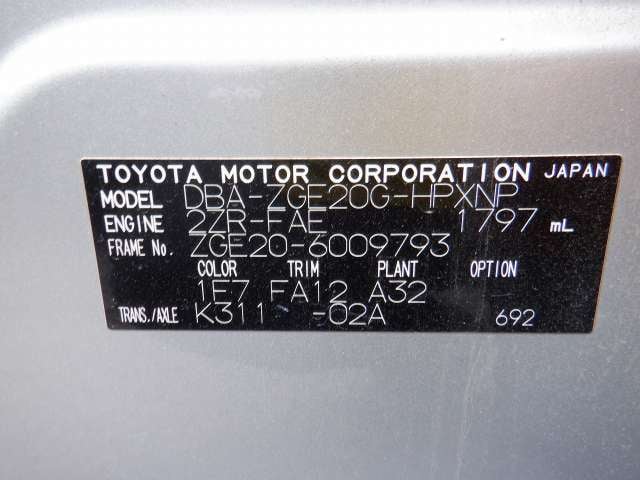 TOYOTA MOTOR CORPORATION JAPAN
MODEL DBA-ZGE20G-HPXNP
ENGINE 2ZR-FAE 1797 mL
FRAME No. ZGE20-6009793
COLOR TRIM PLANT OPTION
1F7 FA12 A32
TRANS./AXLE K311 -02A 692